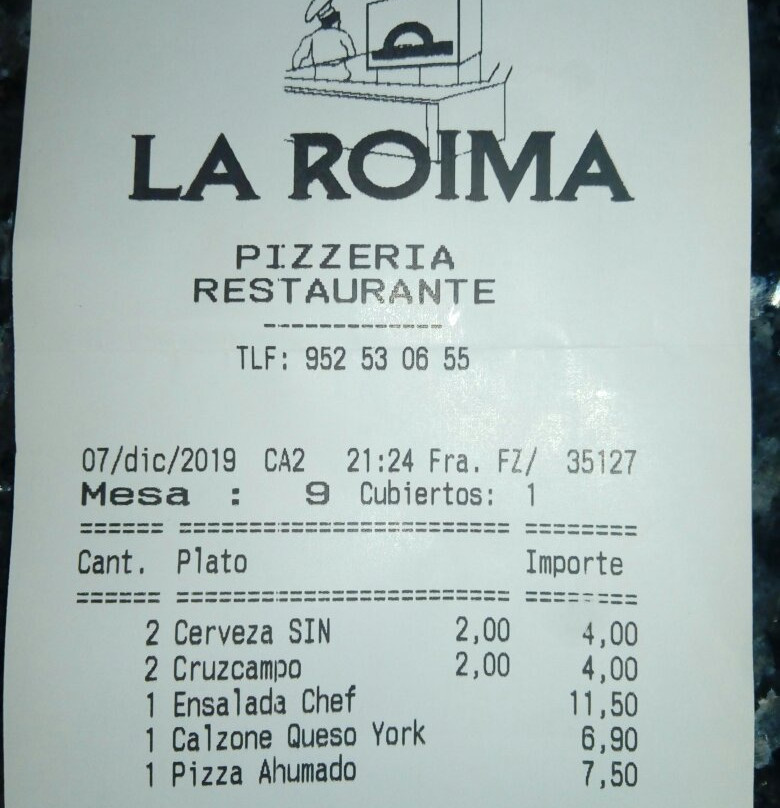 LA ROIMA
PIZZERIA
RESTAURANTE
-------------
TLF: 952 53 06 55
07/dic/2019 CA2 21:24 Fra. FZ/ 35127
Mesa : 9 Cubiertos: 1
====== ======================== ========
Cant. Plato Importe
====== ======================== ========
2 Cerveza SIN 2,00 4,00
2 Cruzcampo 2,00 4,00
1 Ensalada Chef 11,50
1 Calzone Queso York 6,90
1 Pizza Ahumado 7,50